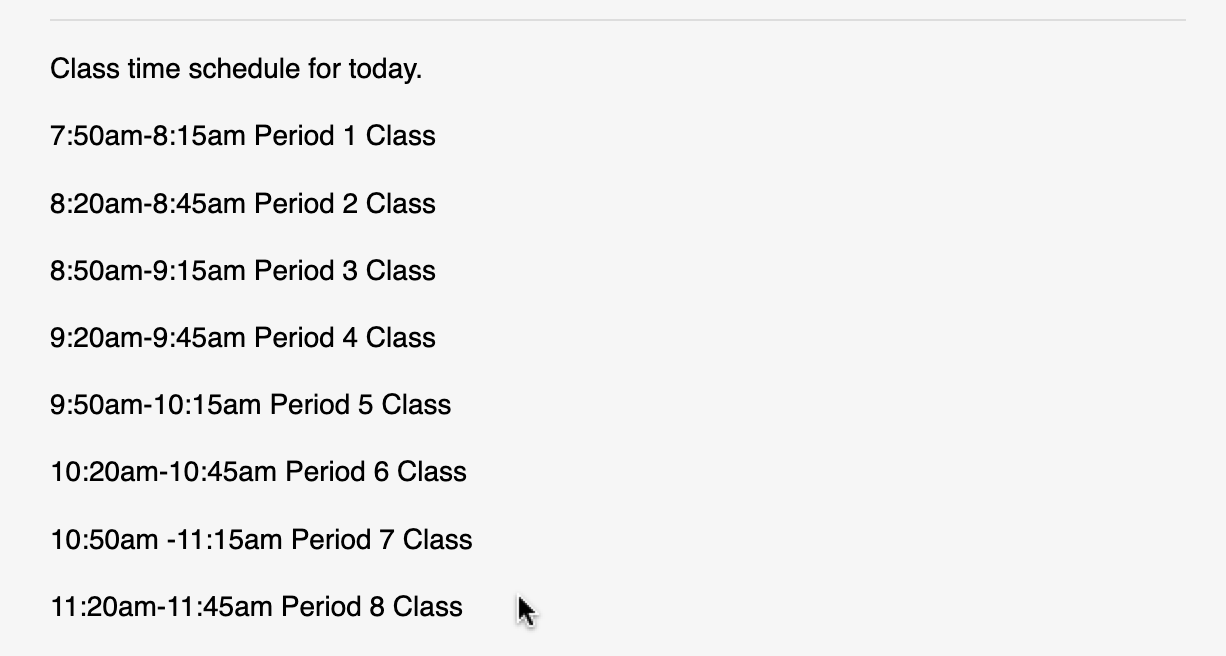 Class time schedule for today.
7:50am-8:15am Period 1 Class
8:20am-8:45am Period 2 Class
8:50am-9:15am Period 3 Class
9:20am-9:45am Period 4 Class
9:50am-10:15am Period 5 Class
10:20am-10:45am Period 6 Class
10:50am -11:15am Period 7 Class
11:20am-11:45am Period 8 Class